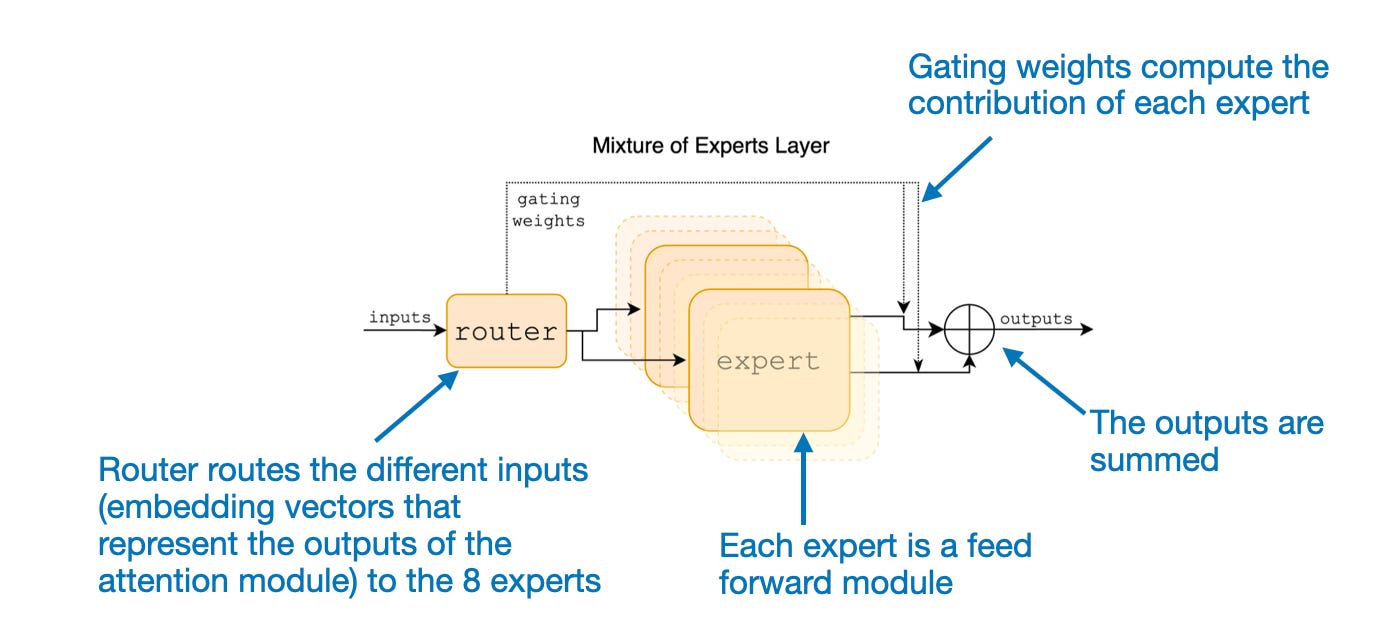 Gating weights compute the
contribution of each expert
Mixture of Experts Layer
gating
weights
inputs
router
expert
outputs
The outputs are
summed
Router routes the different inputs
(embedding vectors that
represent the outputs of the
attention module) to the 8 experts
Each expert is a feed
forward module